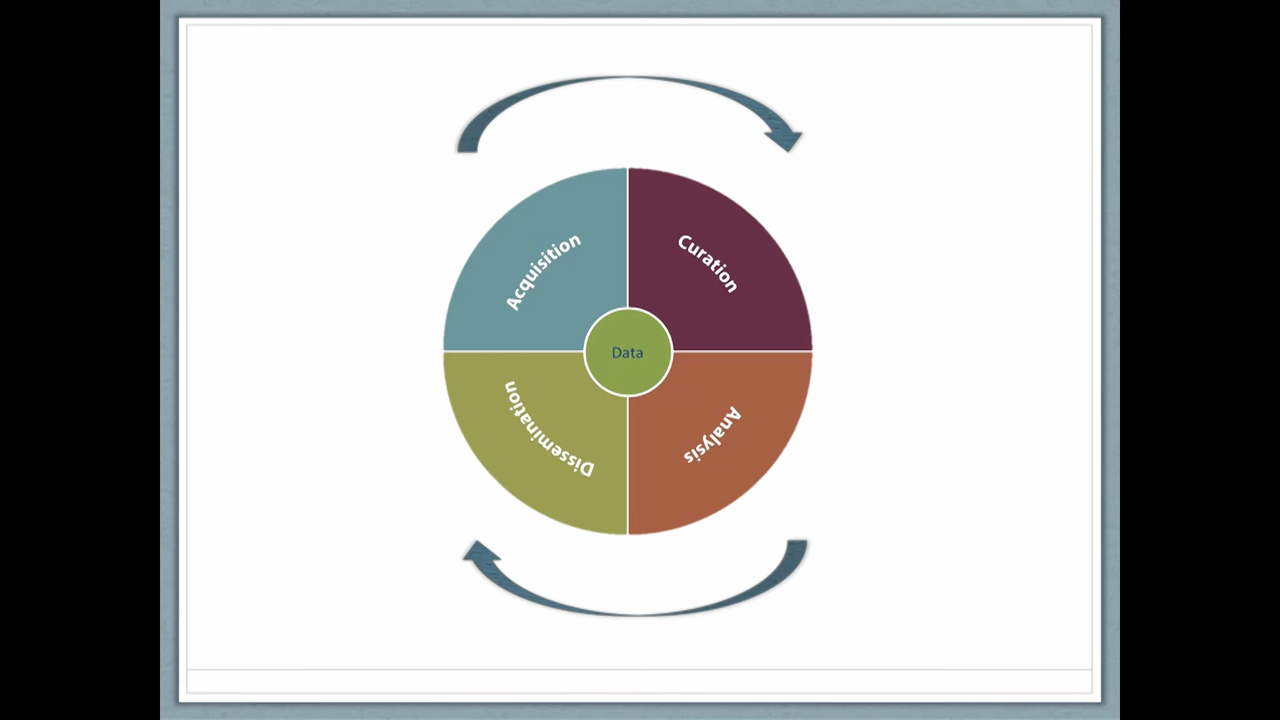 Acquisition
Curation
Data
Dissemination
Analysis